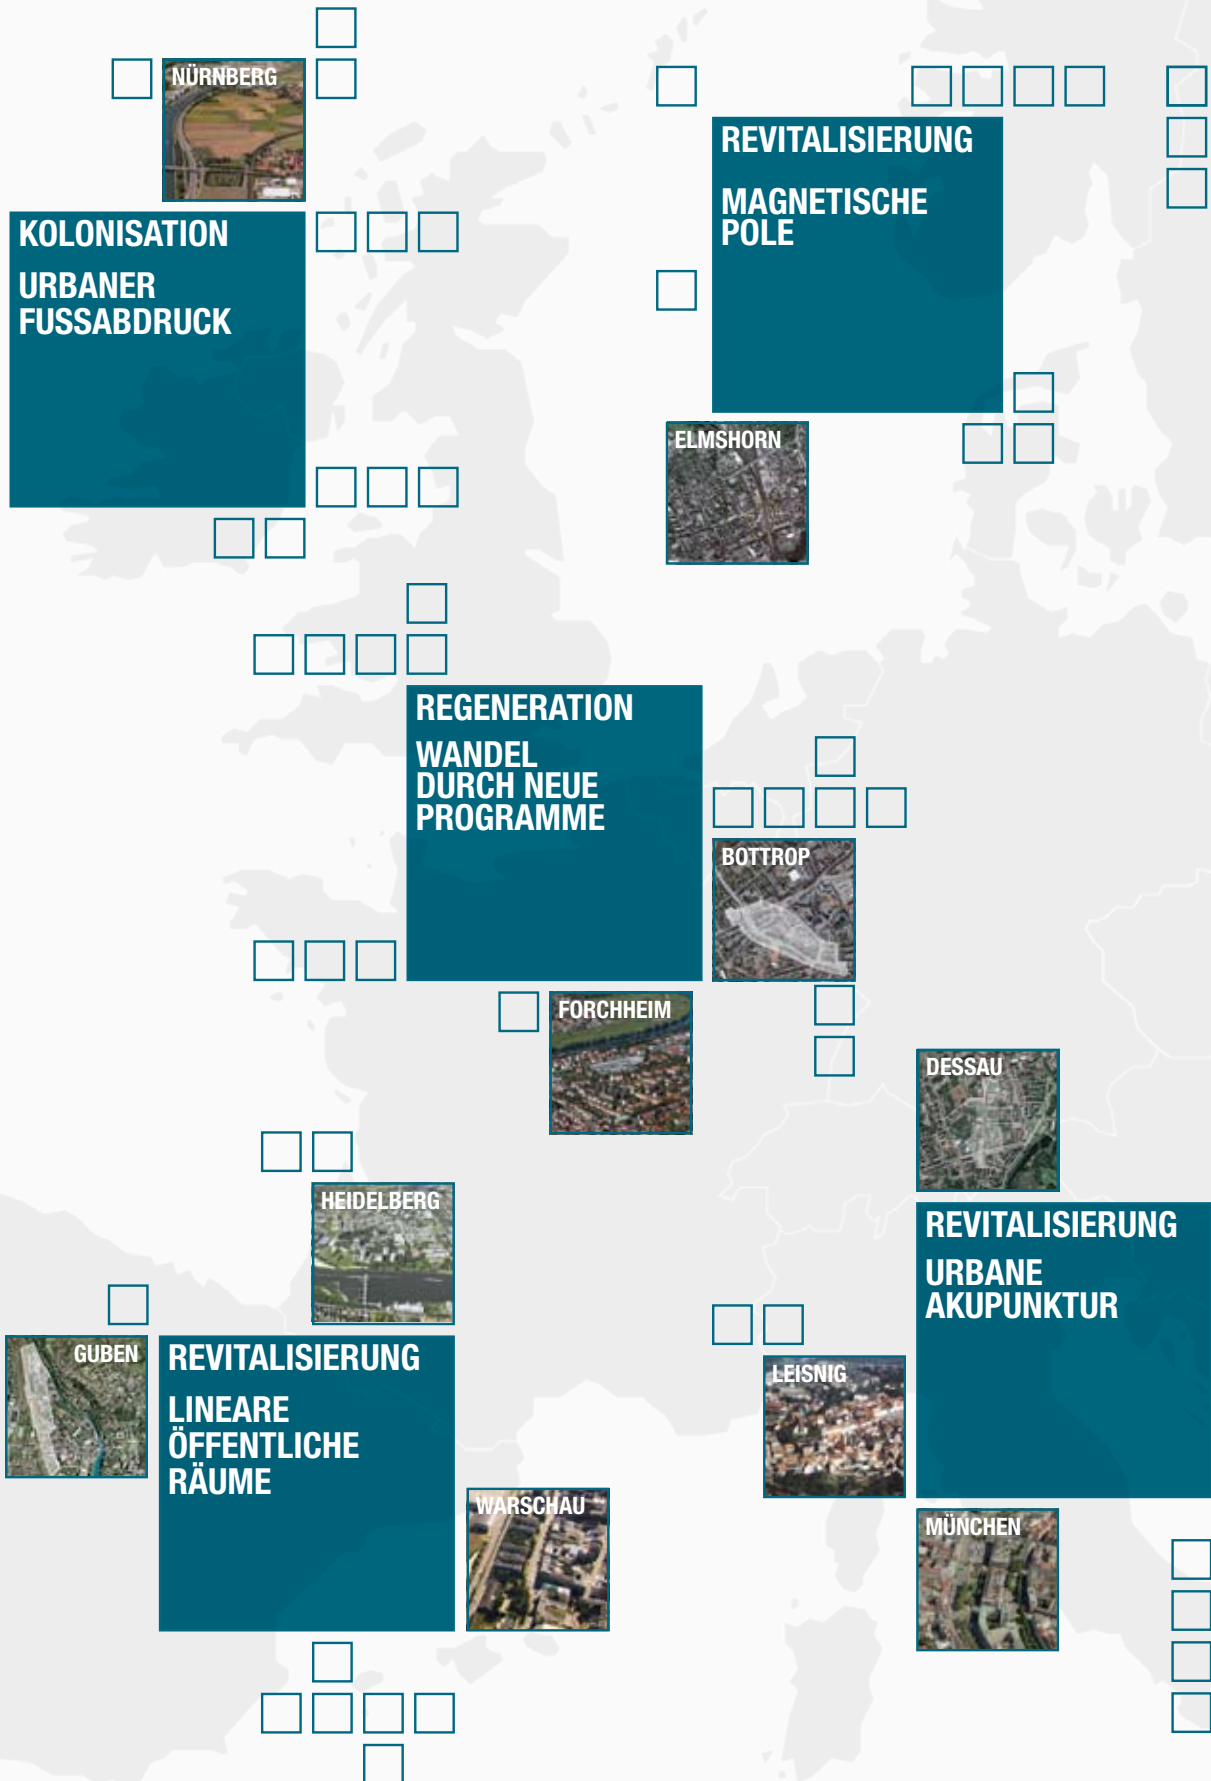 NÜRNBERG
KOLONISATION
URBANER
FUSSABDRUCK
REVITALISIERUNG
MAGNETISCHE
POLE
ELMSHORN
REGENERATION
WANDEL
DURCH NEUE
PROGRAMME
BOTTROP
FORCHHEIM
DESSAU
HEIDELBERG
REVITALISIERUNG
URBANE
AKUPUNKTUR
GUBEN
REVITALISIERUNG
LINEARE
ÖFFENTLICHE
RÄUME
LEISNIG
WARSCHAU
MÜNCHEN